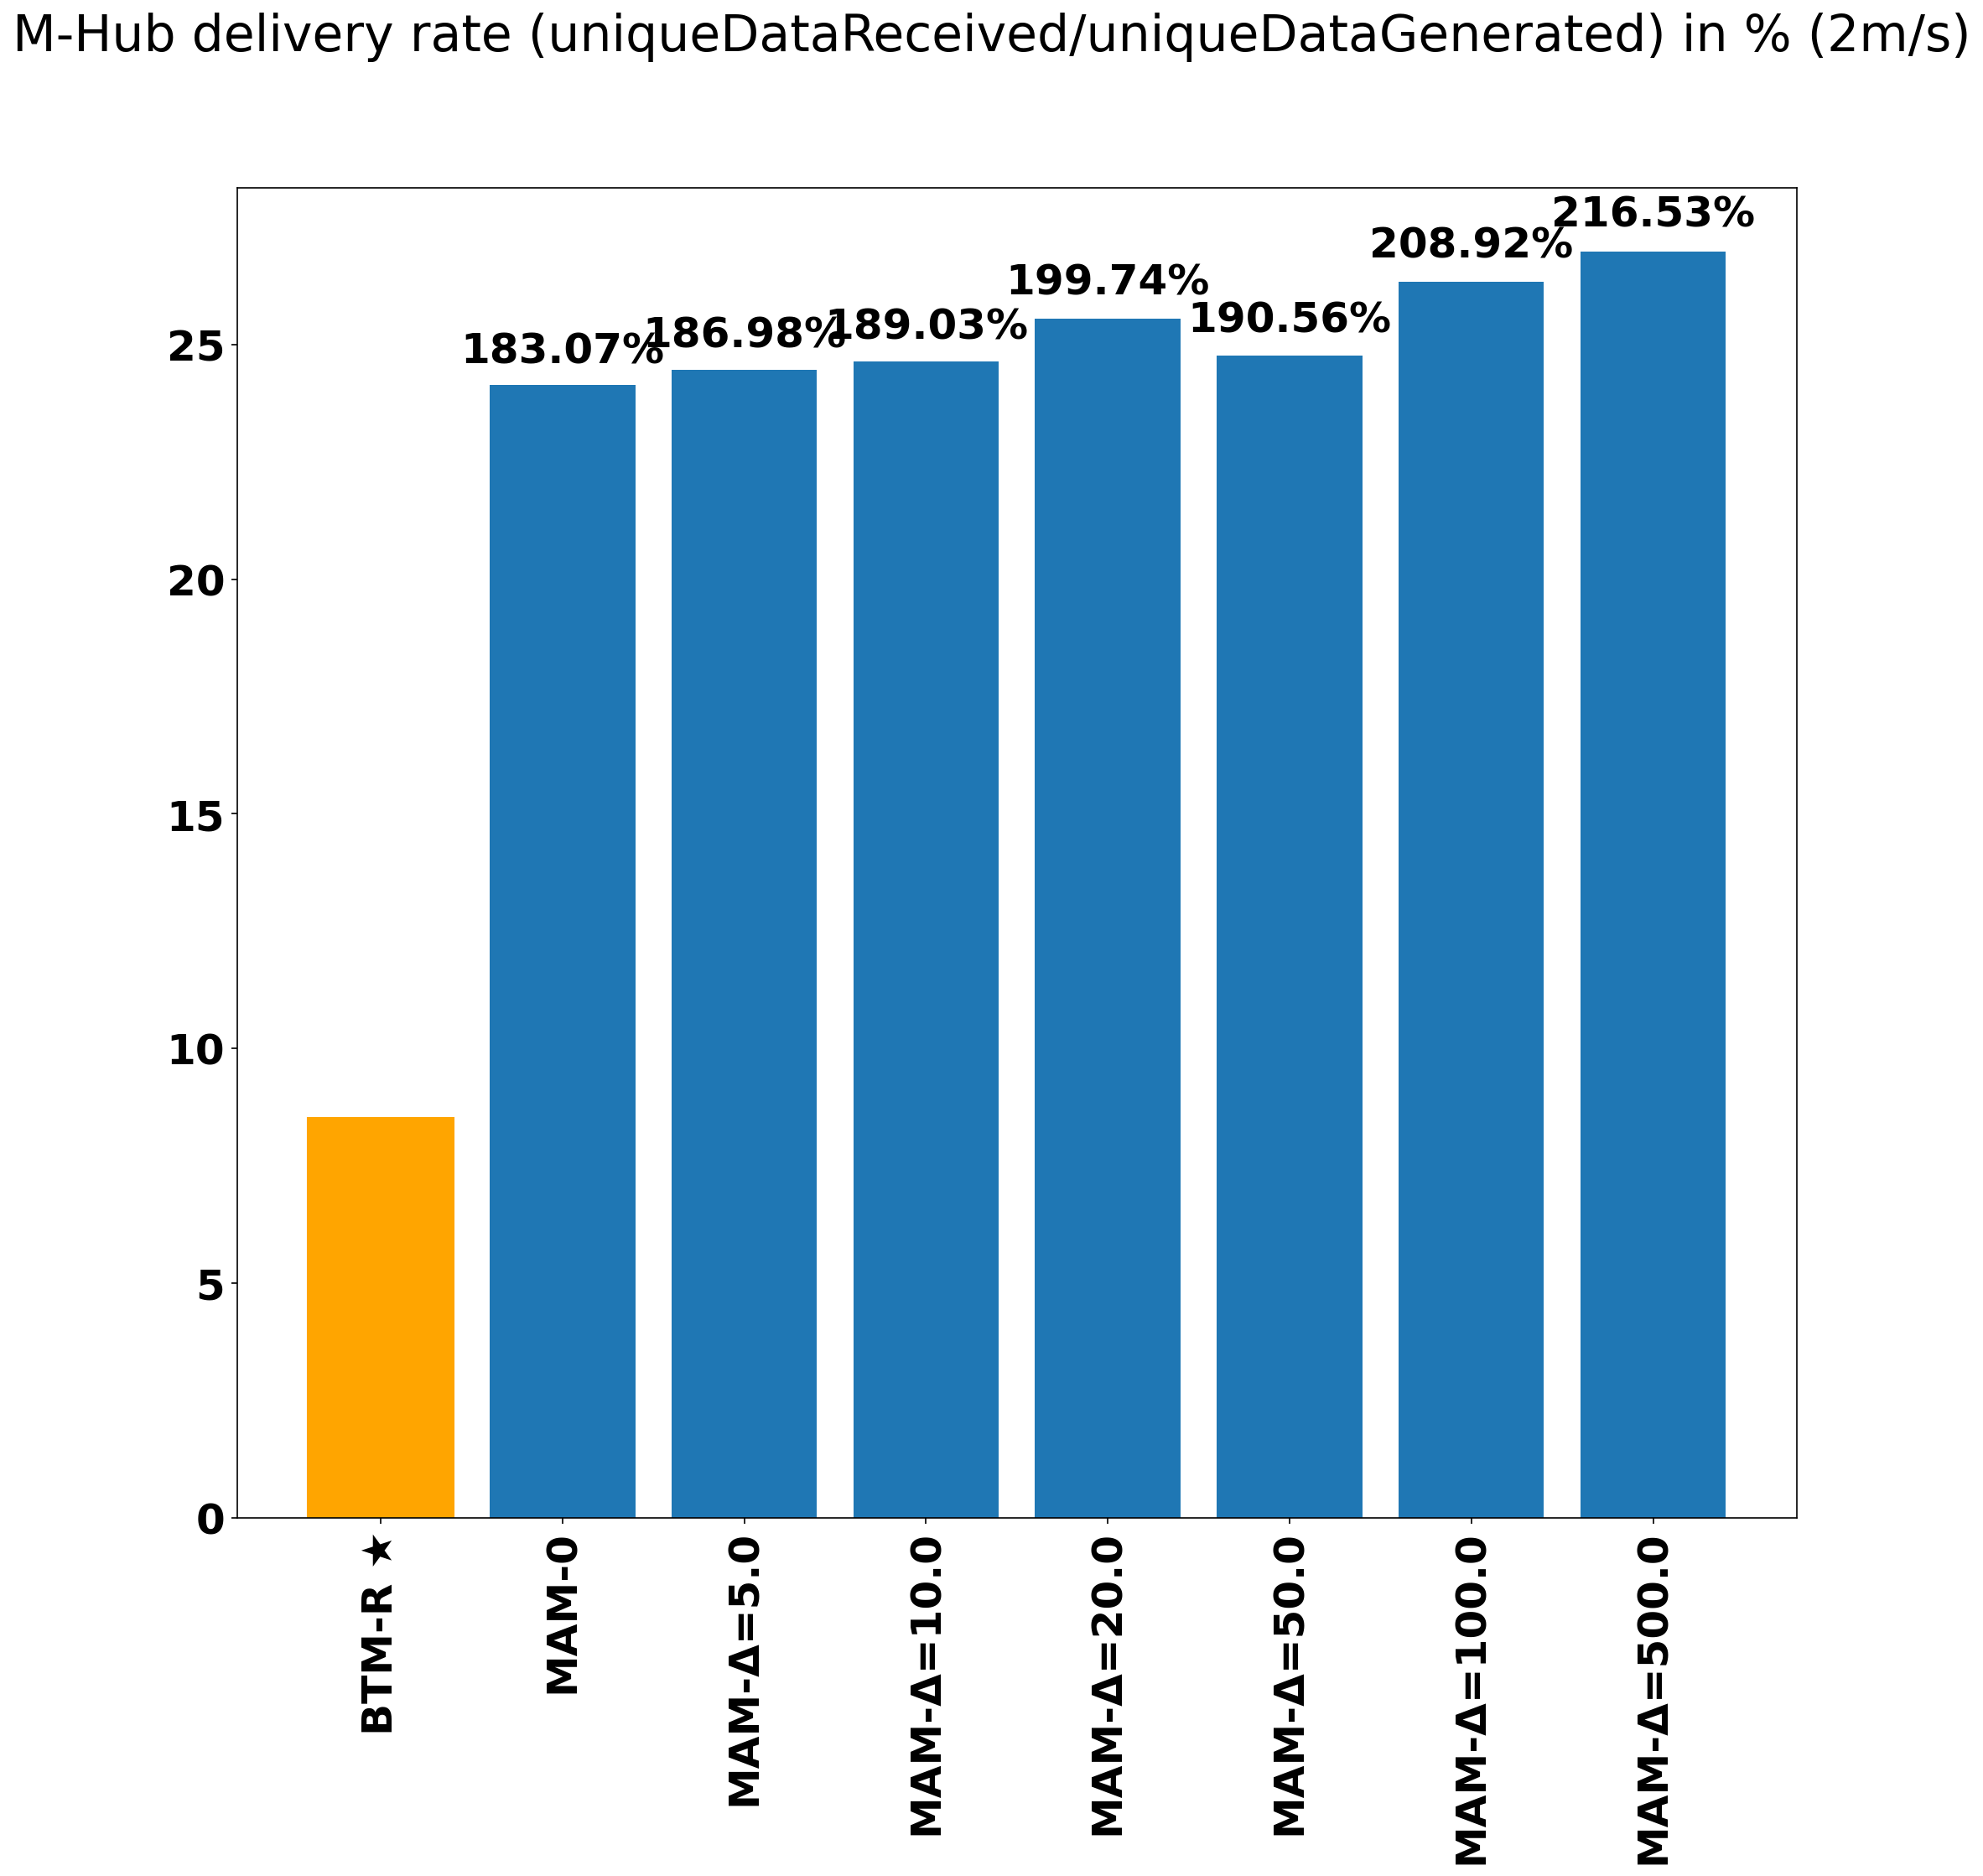 M-Hub delivery rate (uniqueDataReceived/uniqueDataGenerated) in % (2m/s)
216.53%
208.92%
199.74%
190.56%
189.03%
186.98%
183.07%
25
20
15
10
5
0
BTM-R ★
MAM-0
MAM-Δ=5.0
MAM-Δ=10.0
MAM-Δ=20.0
MAM-Δ=50.0
MAM-Δ=100.0
MAM-Δ=500.0